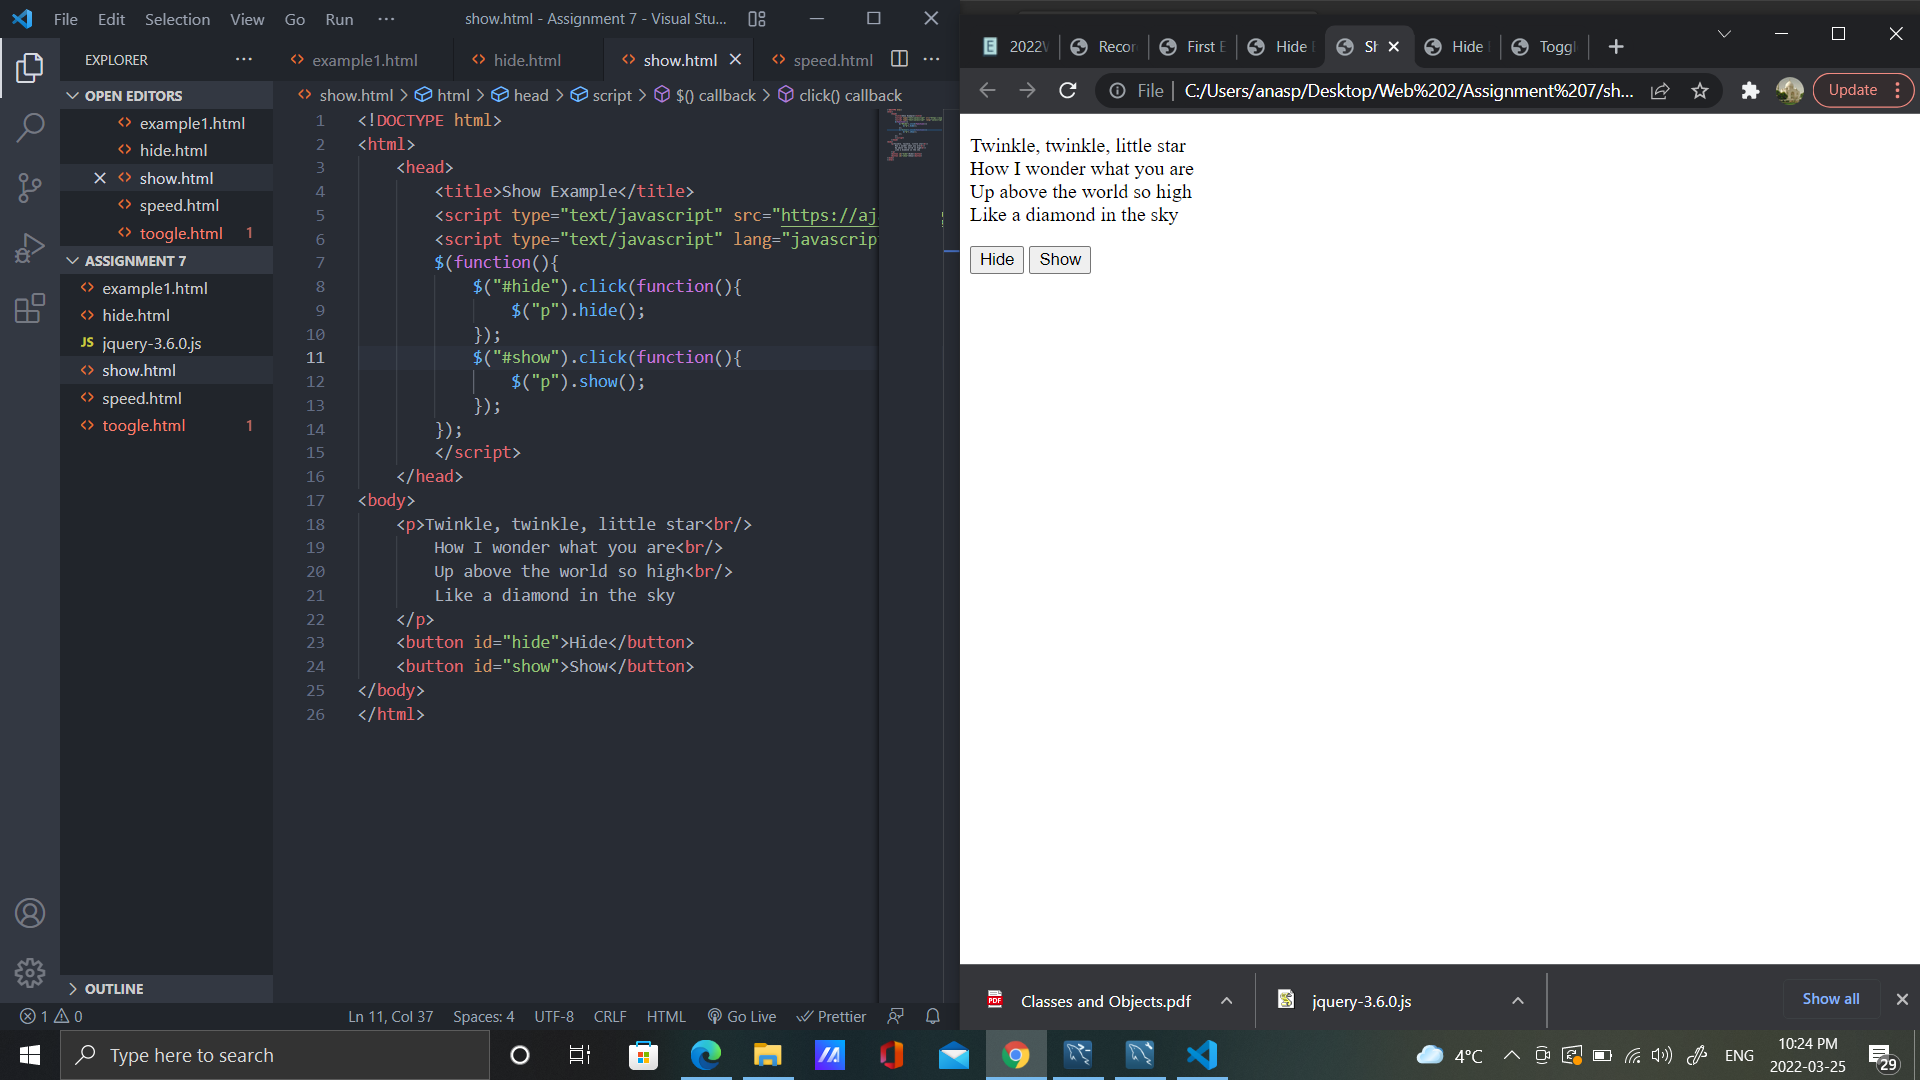 File Edit Selection View Go Run ··· show.html - Assignment 7 - Visual Stu...
EXPLORER ···
OPEN EDITORS
example1.html
hide.html
show.html
speed.html
toogle.html 1
ASSIGNMENT 7
example1.html
hide.html
JS jquery-3.6.0.js
show.html
speed.html
toogle.html 1
OUTLINE
example1.html hide.html show.html speed.html ···
show.html > html > head > script > $() callback > click() callback
1 <!DOCTYPE html>
2 <html>
3 <head>
4 <title>Show Example</title>
5 <script type="text/javascript" src="https://aj
6 <script type="text/javascript" lang="javascrip
7 $(function(){
8 $("#hide").click(function(){
9 $("p").hide();
10 });
11 $("#show").click(function(){
12 $("p").show();
13 });
14 });
15 </script>
16 </head>
17 <body>
18 <p>Twinkle, twinkle, little star<br/>
19 How I wonder what you are<br/>
20 Up above the world so high<br/>
21 Like a diamond in the sky
22 </p>
23 <button id="hide">Hide</button>
24 <button id="show">Show</button>
25 </body>
26 </html>
1 0 Ln 11, Col 37 Spaces: 4 UTF-8 CRLF HTML Go Live Prettier
E 2022W Recor First E Hide Sh Hide Toggl
File | C:/Users/anasp/Desktop/Web%202/Assignment%207/sh... Update
Twinkle, twinkle, little star
How I wonder what you are
Up above the world so high
Like a diamond in the sky
Hide Show
PDF Classes and Objects.pdf jquery-3.6.0.js Show all
Type here to search 4°C ENG 10:24 PM
2022-03-25 29